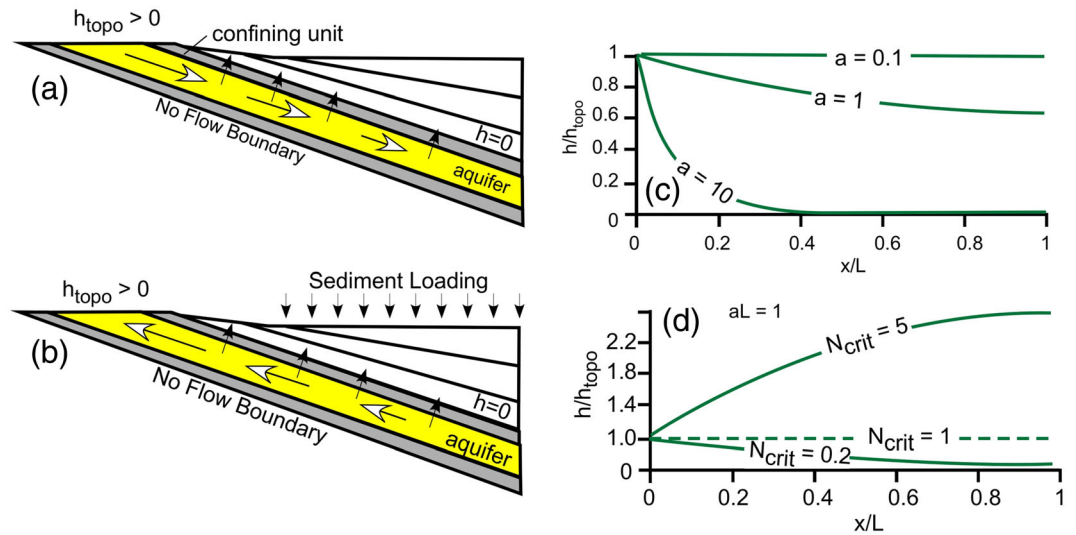 h_topo > 0
confining unit
(a)
No Flow Boundary
h=0
aquifer
Sediment Loading
h_topo > 0
(b)
No Flow Boundary
h=0
aquifer
h/h_topo
1
0.8
0.6
0.4
0.2
0
a = 0.1
a = 1
a = 10
(c)
0
0.2
0.4
0.6
0.8
1
x/L
(d)
aL = 1
h/h_topo
2.2
1.8
1.4
1.0
0
N_crit = 5
N_crit = 1
N_crit = 0.2
0
0.2
0.4
0.6
0.8
1
x/L